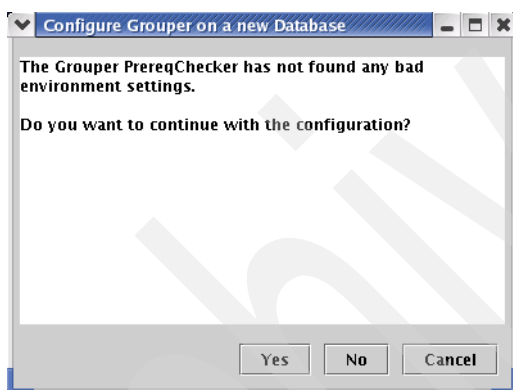 Configure Grouper on a new Database
The Grouper PrereqChecker has not found any bad
environment settings.
Do you want to continue with the configuration?
Yes
No
Cancel